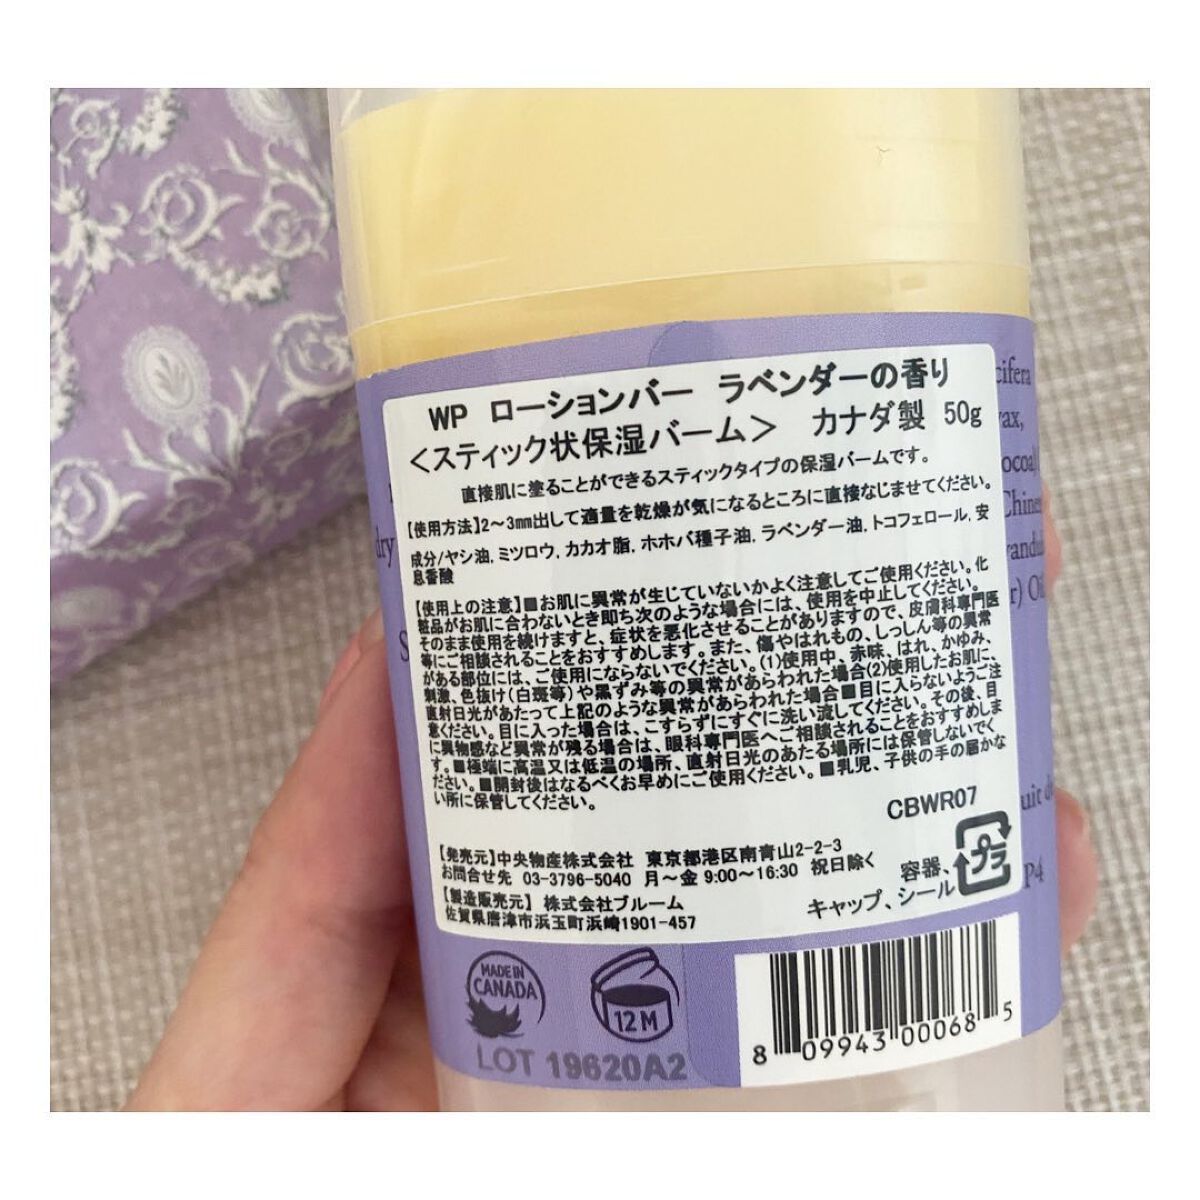 WP ローションバー ラベンダーの香り
<スティック状保湿バーム> カナダ製 50g
直接肌に塗ることができるスティックタイプの保湿バームです。
【使用方法】2～3㎜出して適量を乾燥が気になるところに直接なじませてください。
成分/ヤシ油, ミツロウ, カカオ脂, ホホバ種子油, ラベンダー油, トコフェロール, 安
息香酸
【使用上の注意】■お肌に異常が生じていないかよく注意してご使用ください。化
粧品がお肌に合わないとき即ち次のような場合には、使用を中止してください。
そのまま使用を続けますと、症状を悪化させることがありますので、皮膚科専門医
等にご相談されることをおすすめします。また、傷やはれもの、しっしん等の異常
がある部位には、ご使用にならないでください。(1)使用中、赤味、はれ、かゆみ、
刺激、色抜け(白斑等)や黒ずみ等の異常があらわれた場合(2)使用したお肌に、
直射日光があたって上記のような異常があらわれた場合■目に入らないようご注
意ください。目に入った場合は、こすらずにすぐに洗い流してください。その後、目
に異物感など異常が残る場合は、眼科専門医へご相談されることをおすすめしま
す。■極端に高温又は低温の場所、直射日光のあたる場所には保管しないでく
ださい。■開封後はなるべくお早めにご使用ください。■乳児、子供の手の届かな
い所に保管してください。
CBWR07
【発売元】中央物産株式会社 東京都港区南青山2-2-3
お問合せ先 03-3796-5040 月～金 9:00～16:30 祝日除く
【製造販売元】 株式会社ブルーム
佐賀県唐津市浜玉町浜崎1901-457
プラ
容器、
キャップ、シール
MADE IN
CANADA
12M
LOT 19620A2
8 09943 00068 5
cifera
wax,
P4